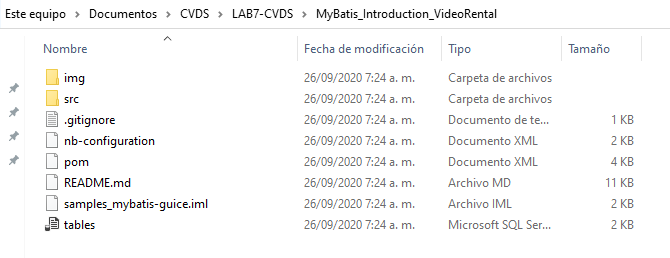 Este equipo > Documentos > CVDS > LAB7-CVDS > MyBatis_Introduction_VideoRental
Nombre Fecha de modificación Tipo Tamaño
img 26/09/2020 7:24 a. m. Carpeta de archivos
src 26/09/2020 7:24 a. m. Carpeta de archivos
.gitignore 26/09/2020 7:24 a. m. Documento de te... 1 KB
nb-configuration 26/09/2020 7:24 a. m. Documento XML 2 KB
pom 26/09/2020 7:24 a. m. Documento XML 4 KB
README.md 26/09/2020 7:24 a. m. Archivo MD 11 KB
samples_mybatis-guice.iml 26/09/2020 7:24 a. m. Archivo IML 2 KB
tables 26/09/2020 7:24 a. m. Microsoft SQL Ser... 2 KB